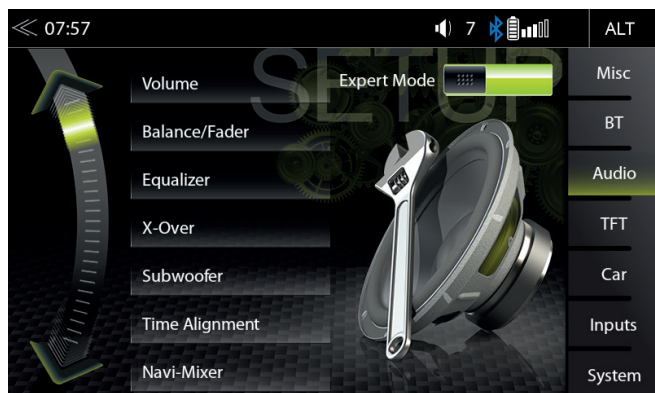 07:57
7
ALT
SETUP
Expert Mode
Volume
Balance/Fader
Equalizer
X-Over
Subwoofer
Time Alignment
Navi-Mixer
Misc
BT
Audio
TFT
Car
Inputs
System